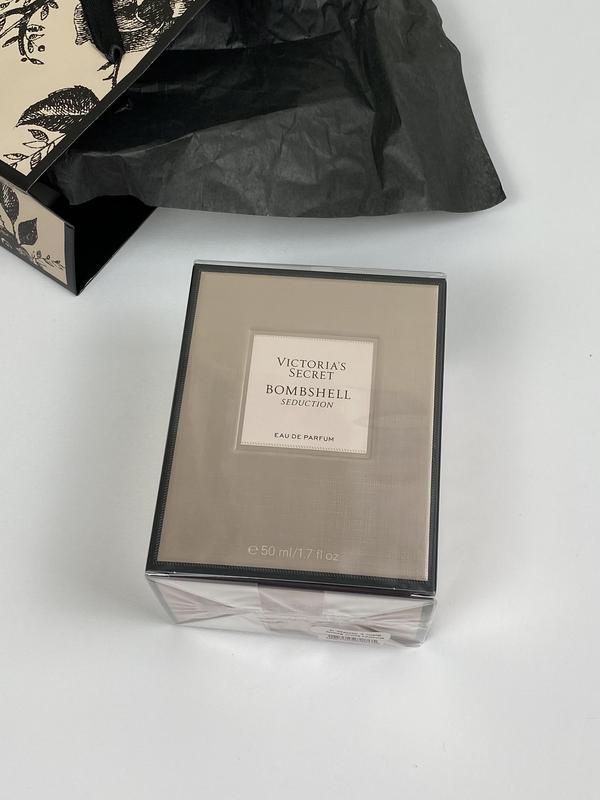 VICTORIA'S
SECRET
BOMBSHELL
SEDUCTION
EAU DE PARFUM
℮ 50 ml/1.7 fl oz